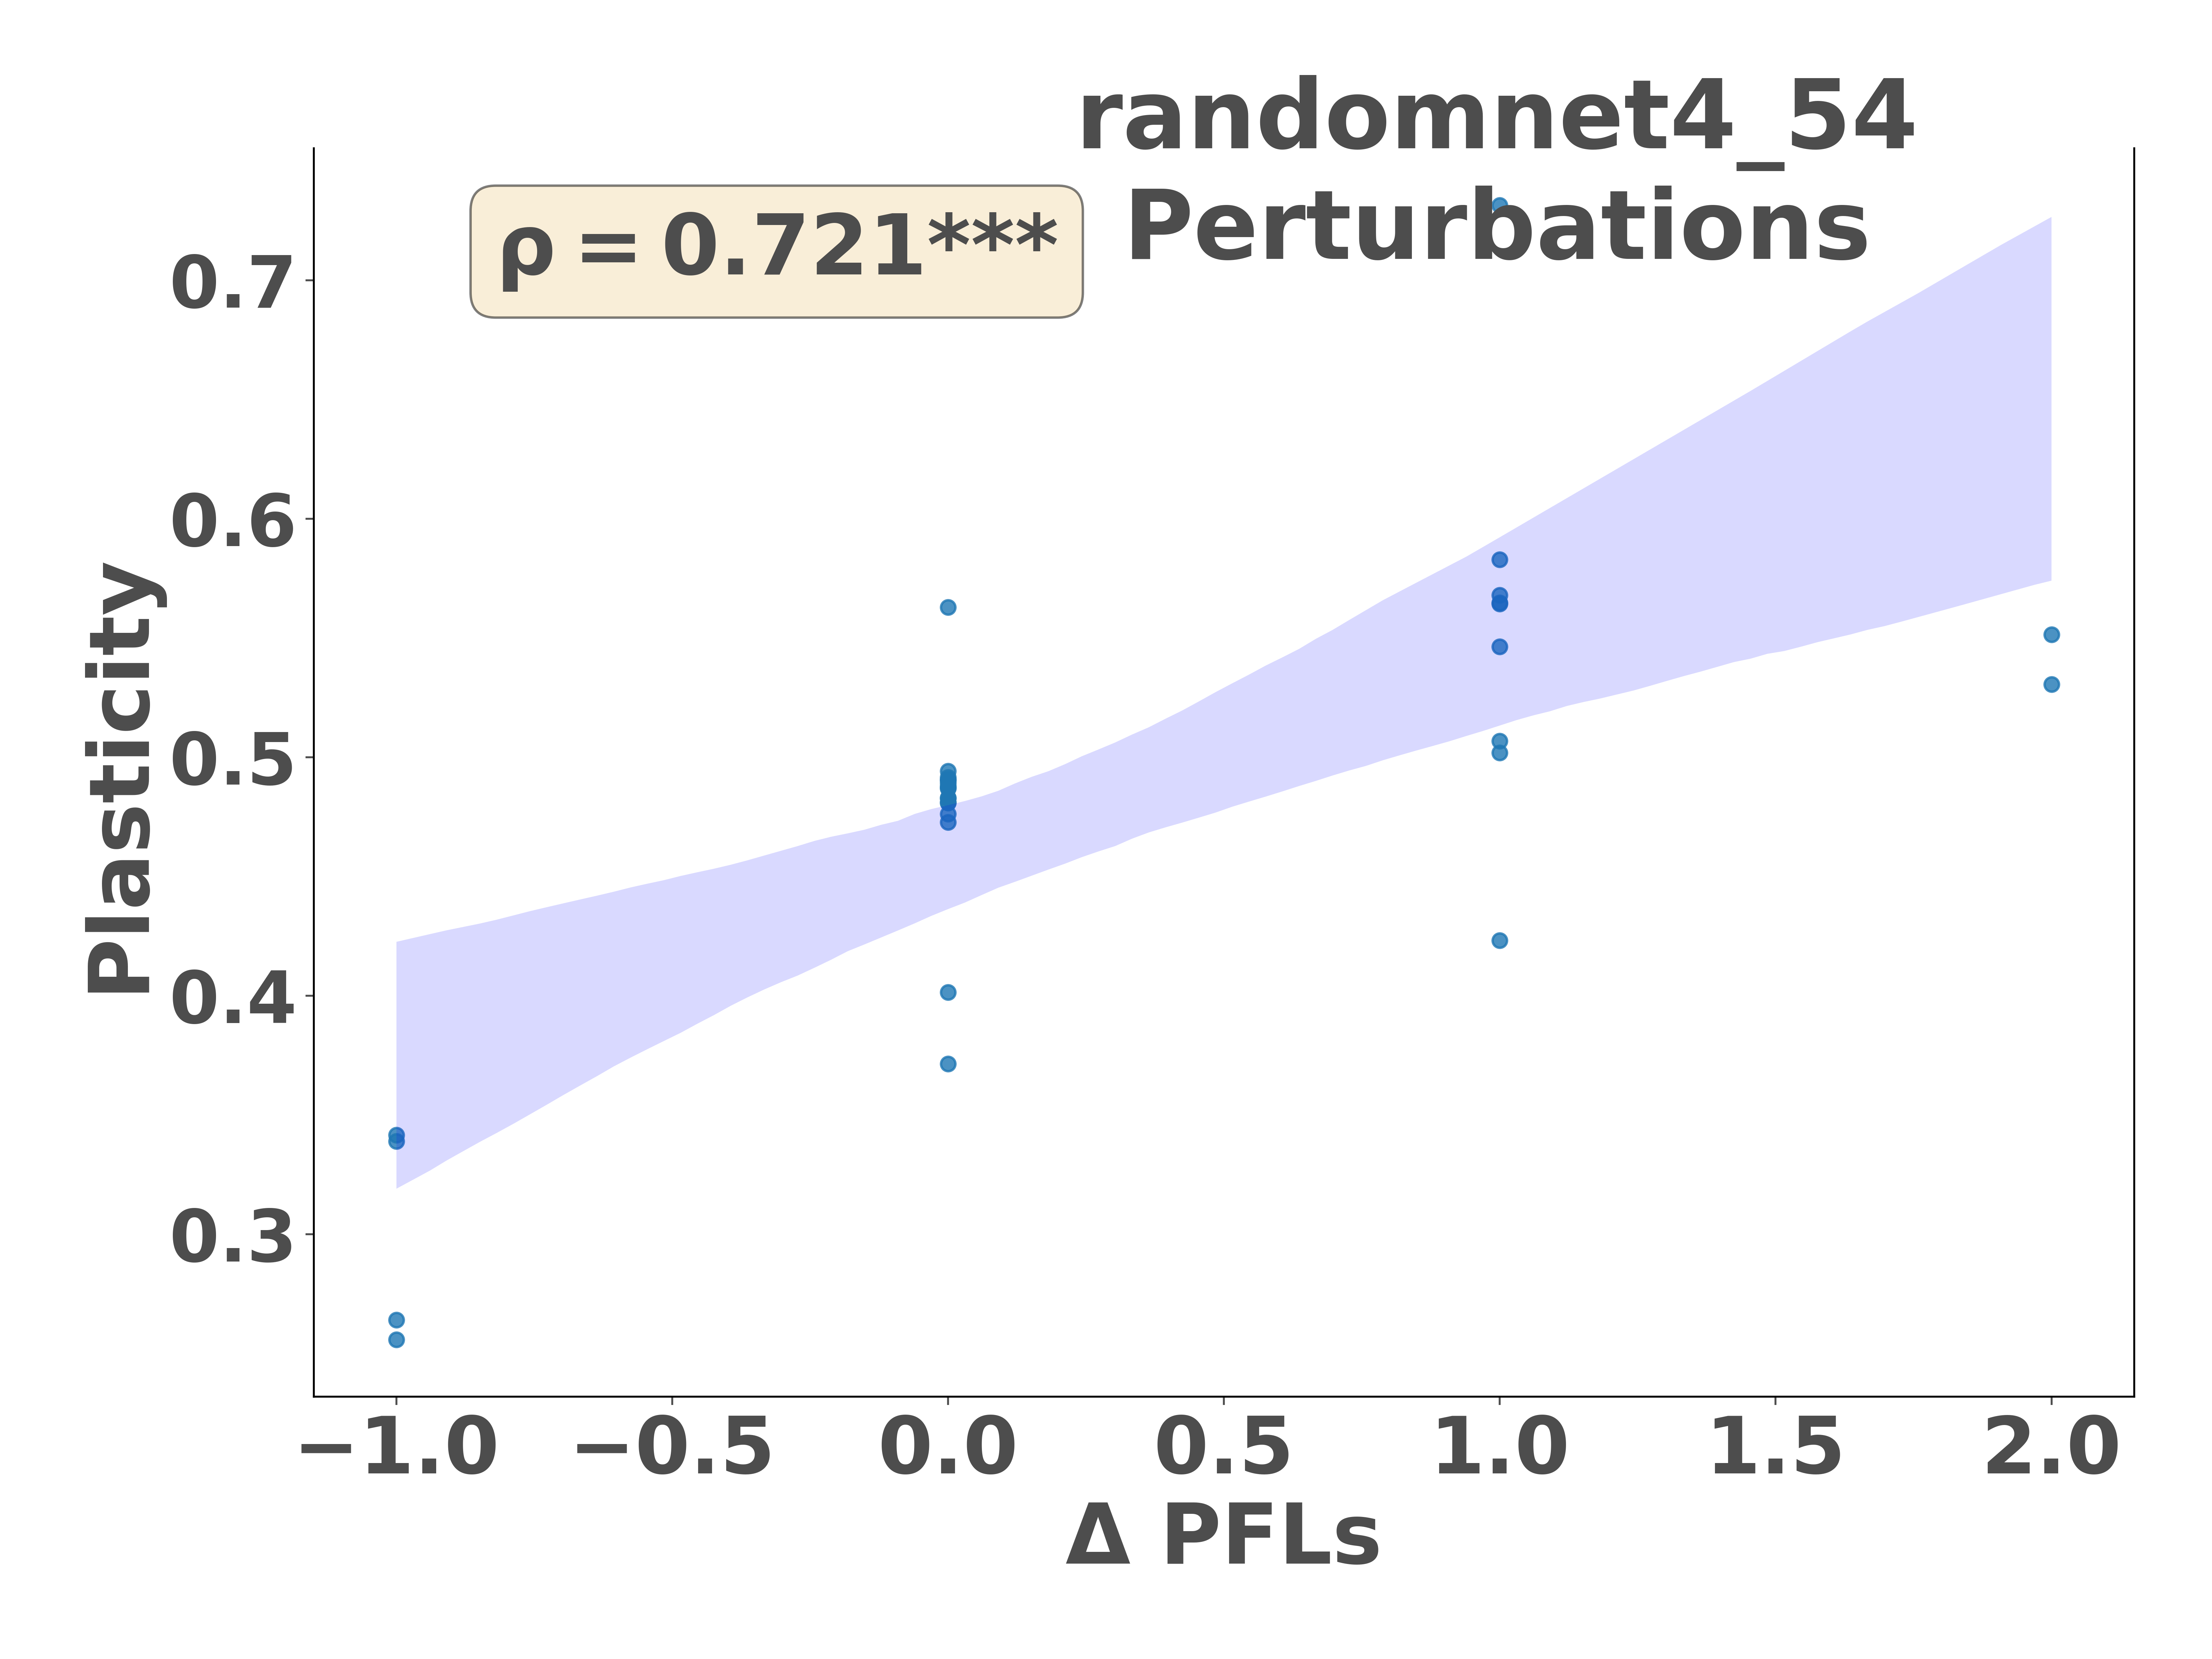 randomnet4_54
Perturbations
ρ = 0.721***
Plasticity
0.7
0.6
0.5
0.4
0.3
−1.0 −0.5 0.0 0.5 1.0 1.5 2.0
Δ PFLs